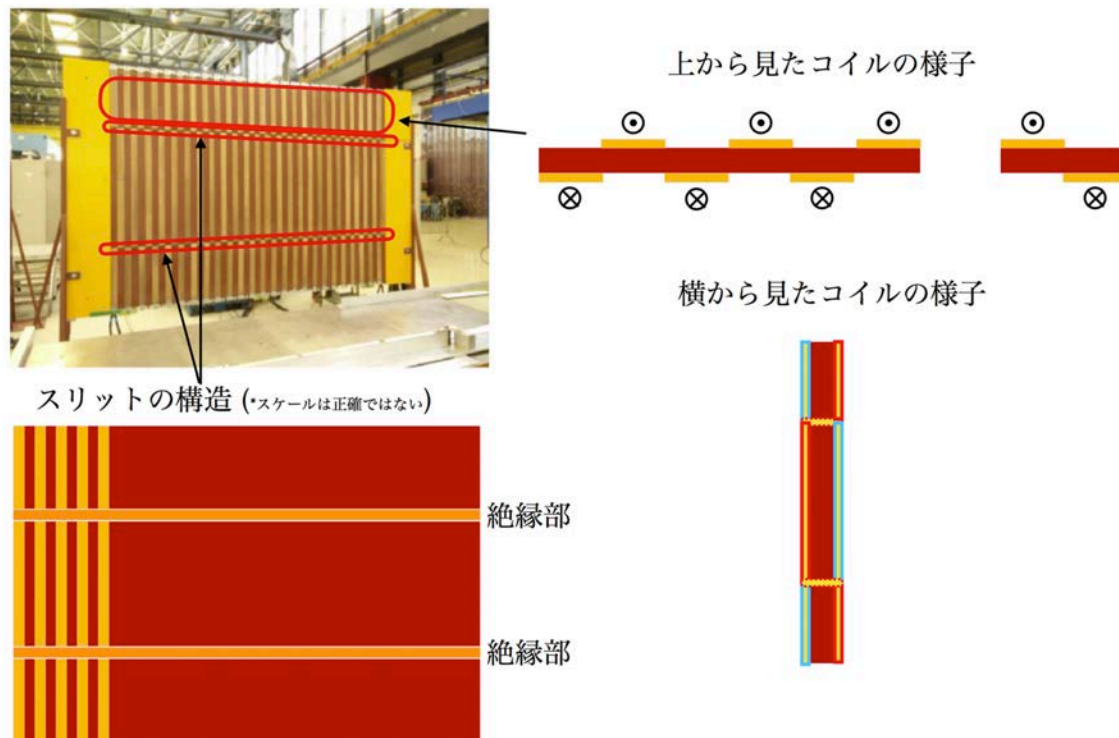 上から見たコイルの様子
横から見たコイルの様子
スリットの構造 (*スケールは正確ではない)
絶縁部
絶縁部